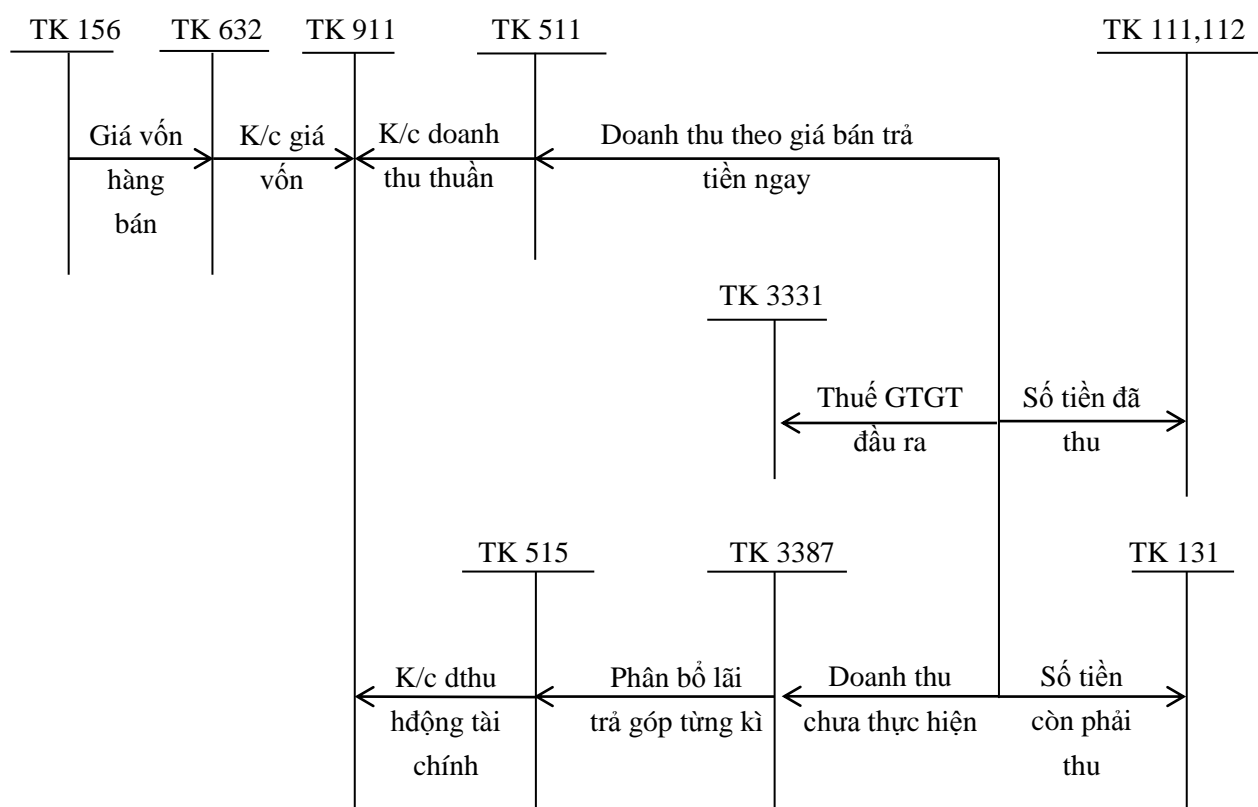 TK 156 TK 632 TK 911 TK 511 TK 111,112
Giá vốn K/c giá K/c doanh Doanh thu theo giá bán trả
hàng vốn thu thuần tiền ngay
bán
TK 3331
Thuế GTGT Số tiền đã
đầu ra thu
TK 515 TK 3387 TK 131
K/c dthu Phân bổ lãi Doanh thu Số tiền
hđộng tài trả góp từng kì chưa thực hiện còn phải
chính thu